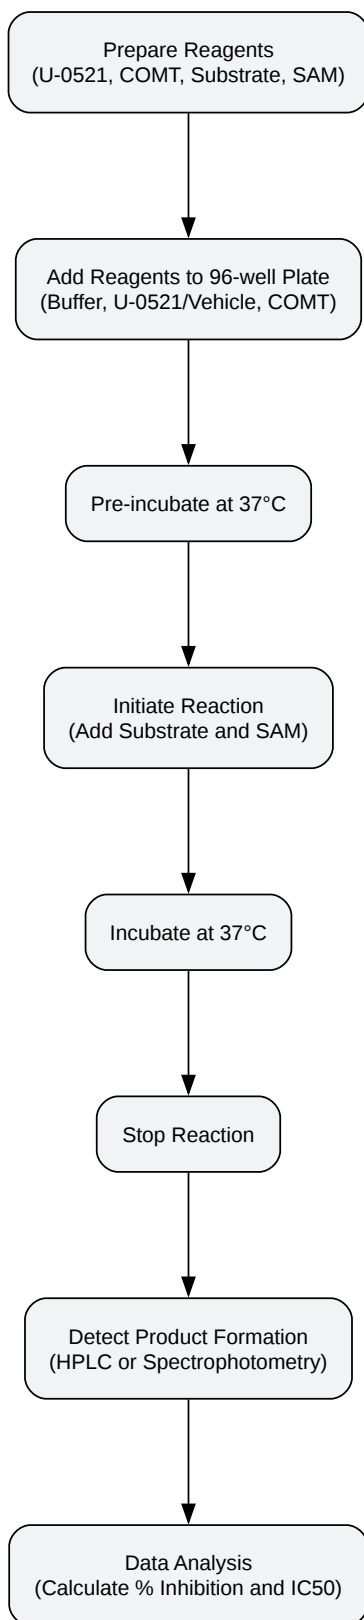 Prepare Reagents
(U-0521, COMT, Substrate, SAM)
Add Reagents to 96-well Plate
(Buffer, U-0521/Vehicle, COMT)
Pre-incubate at 37°C
Initiate Reaction
(Add Substrate and SAM)
Incubate at 37°C
Stop Reaction
Detect Product Formation
(HPLC or Spectrophotometry)
Data Analysis
(Calculate % Inhibition and IC50)